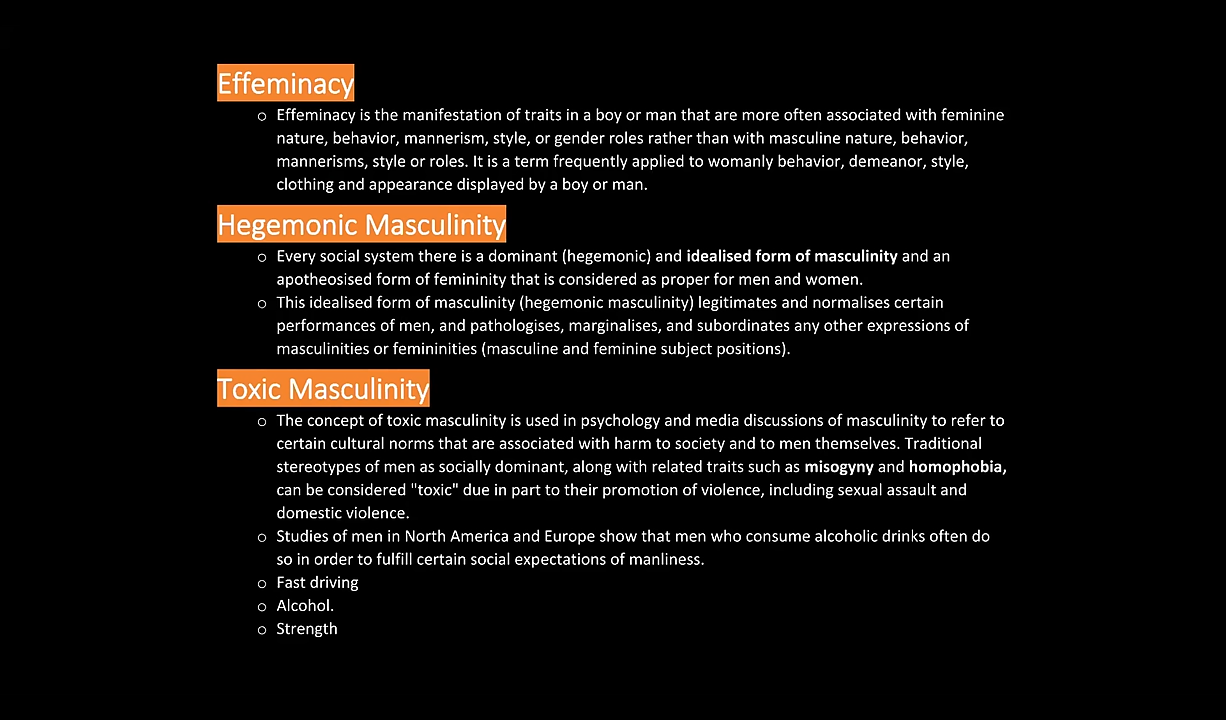 Effeminacy
o Effeminacy is the manifestation of traits in a boy or man that are more often associated with feminine
nature, behavior, mannerism, style, or gender roles rather than with masculine nature, behavior,
mannerisms, style or roles. It is a term frequently applied to womanly behavior, demeanor, style,
clothing and appearance displayed by a boy or man.
Hegemonic Masculinity
o Every social system there is a dominant (hegemonic) and idealised form of masculinity and an
apotheosised form of femininity that is considered as proper for men and women.
o This idealised form of masculinity (hegemonic masculinity) legitimates and normalises certain
performances of men, and pathologises, marginalises, and subordinates any other expressions of
masculinities or femininities (masculine and feminine subject positions).
Toxic Masculinity
o The concept of toxic masculinity is used in psychology and media discussions of masculinity to refer to
certain cultural norms that are associated with harm to society and to men themselves. Traditional
stereotypes of men as socially dominant, along with related traits such as misogyny and homophobia,
can be considered "toxic" due in part to their promotion of violence, including sexual assault and
domestic violence.
o Studies of men in North America and Europe show that men who consume alcoholic drinks often do
so in order to fulfill certain social expectations of manliness.
o Fast driving
o Alcohol.
o Strength